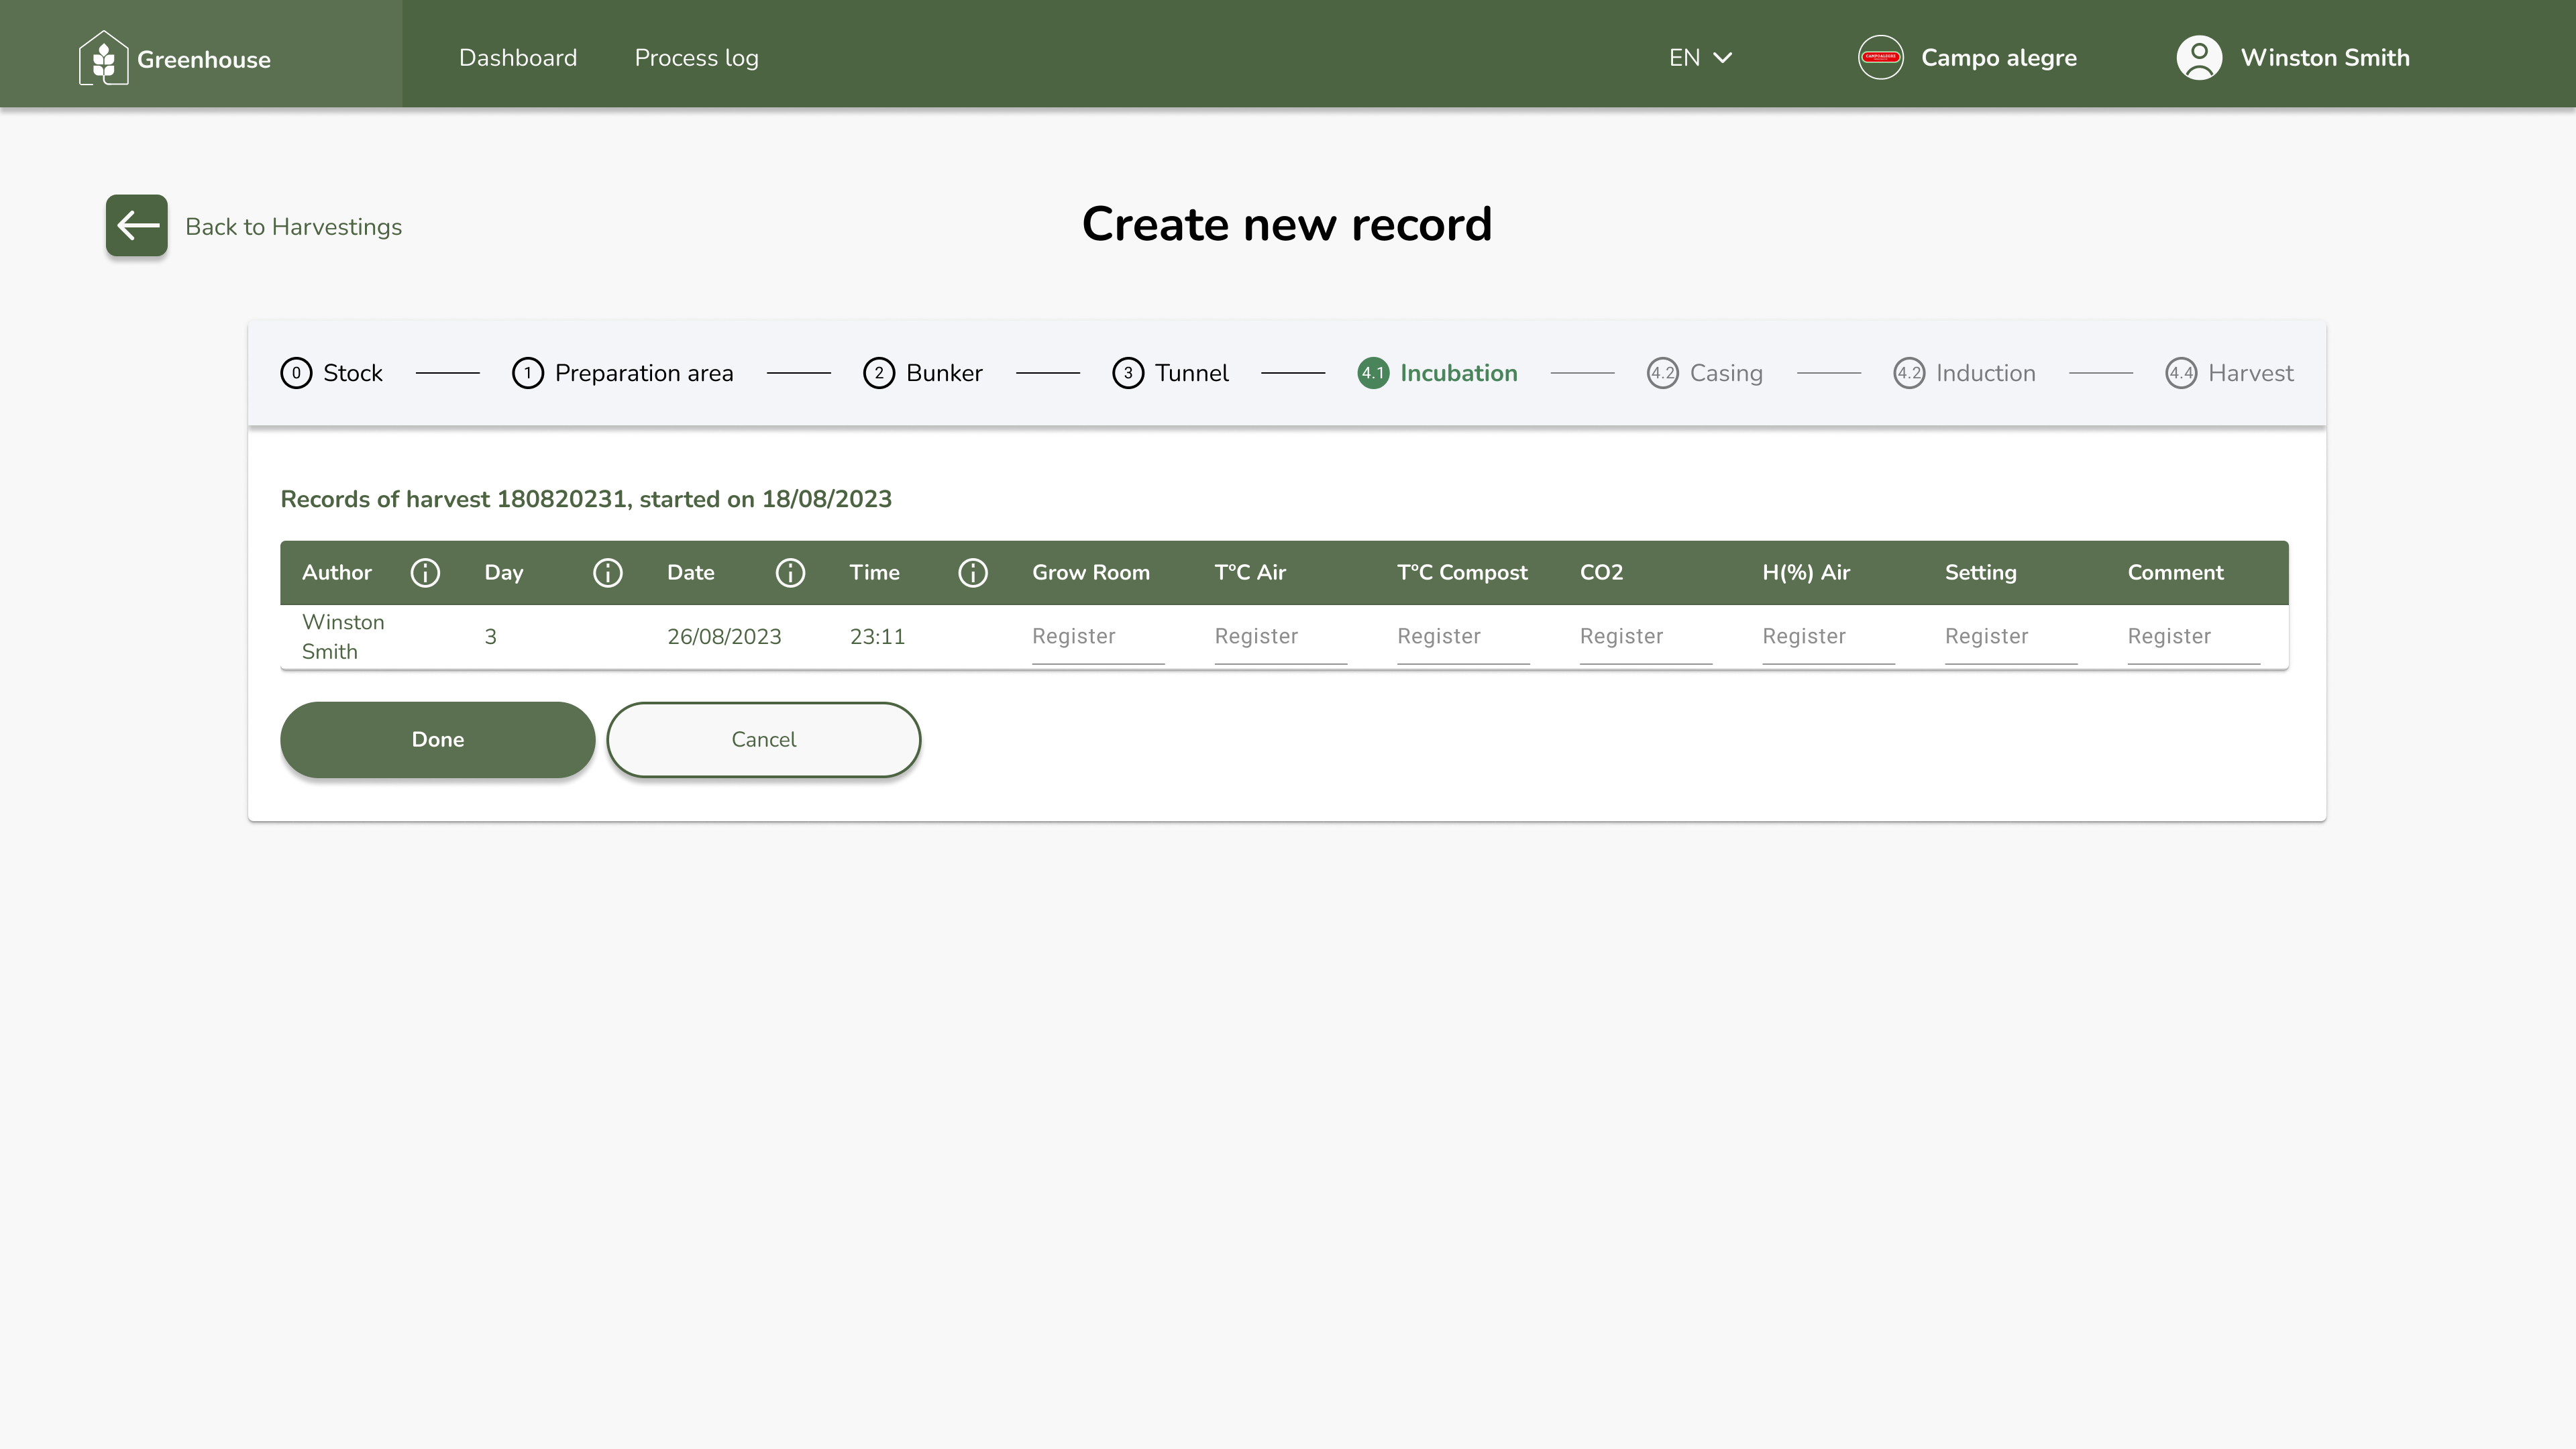 Greenhouse
Dashboard
Process log
EN
CAMPOALEGRE
Campo alegre
Winston Smith
Back to Harvestings
Create new record
0 Stock
1 Preparation area
2 Bunker
3 Tunnel
4.1 Incubation
4.2 Casing
4.2 Induction
4.4 Harvest
Records of harvest 180820231, started on 18/08/2023
Author Day Date Time Grow Room T°C Air T°C Compost CO2 H(%) Air Setting Comment
Winston
Smith
3 26/08/2023 23:11 Register Register Register Register Register Register Register
Done
Cancel